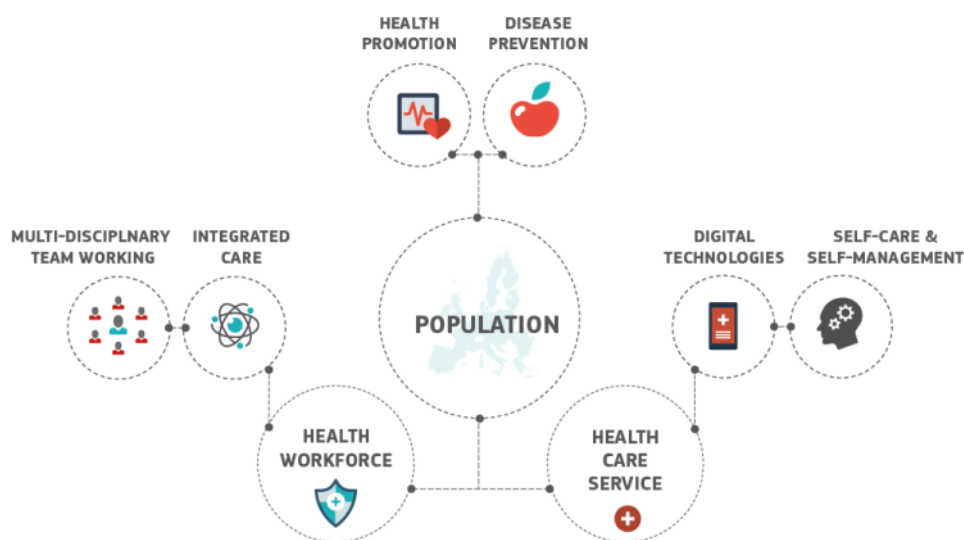 HEALTH
PROMOTION
DISEASE
PREVENTION
MULTI-DISCIPLNARY
TEAM WORKING
INTEGRATED
CARE
DIGITAL
TECHNOLOGIES
SELF-CARE &
SELF-MANAGEMENT
POPULATION
HEALTH
WORKFORCE
HEALTH
CARE
SERVICE